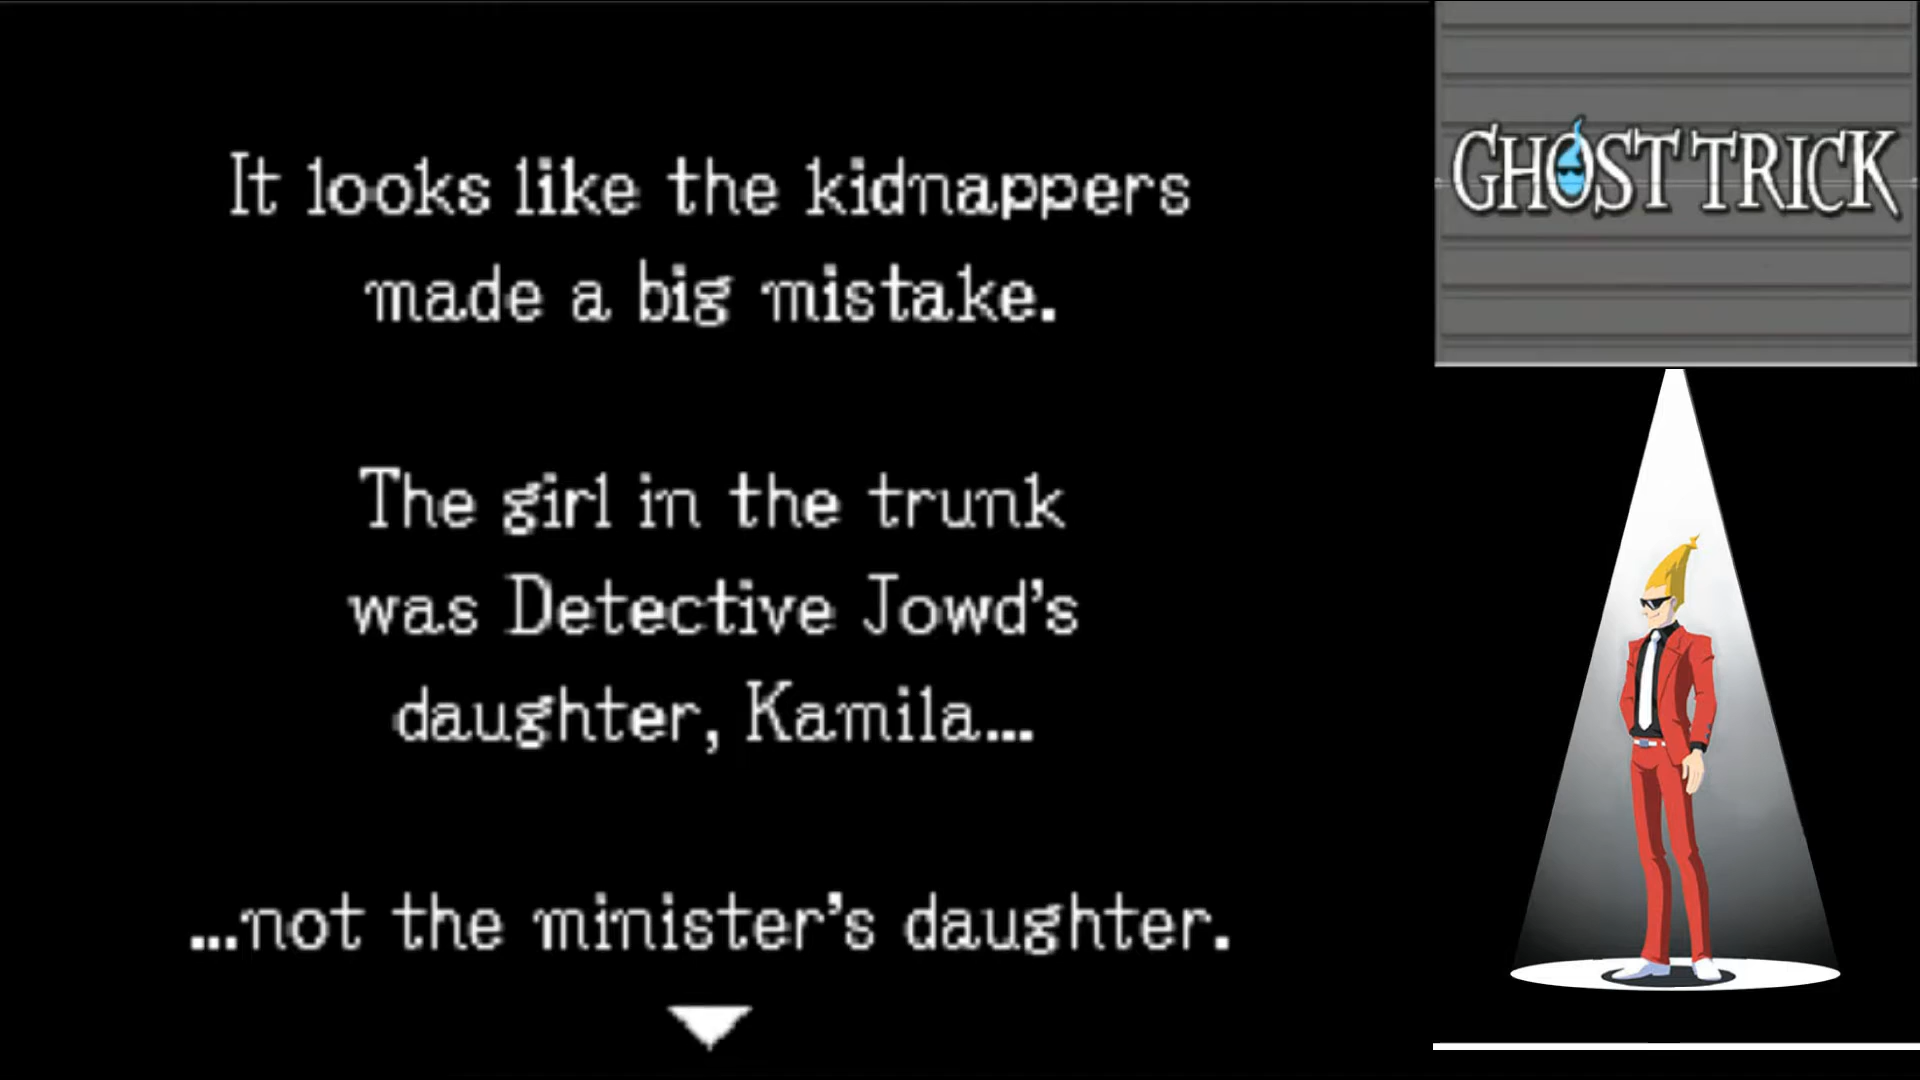 It looks like the kidnappers
made a big mistake.
The girl in the trunk
was Detective Jowd's
daughter, Kamila...
...not the minister's daughter.
GHOST TRICK